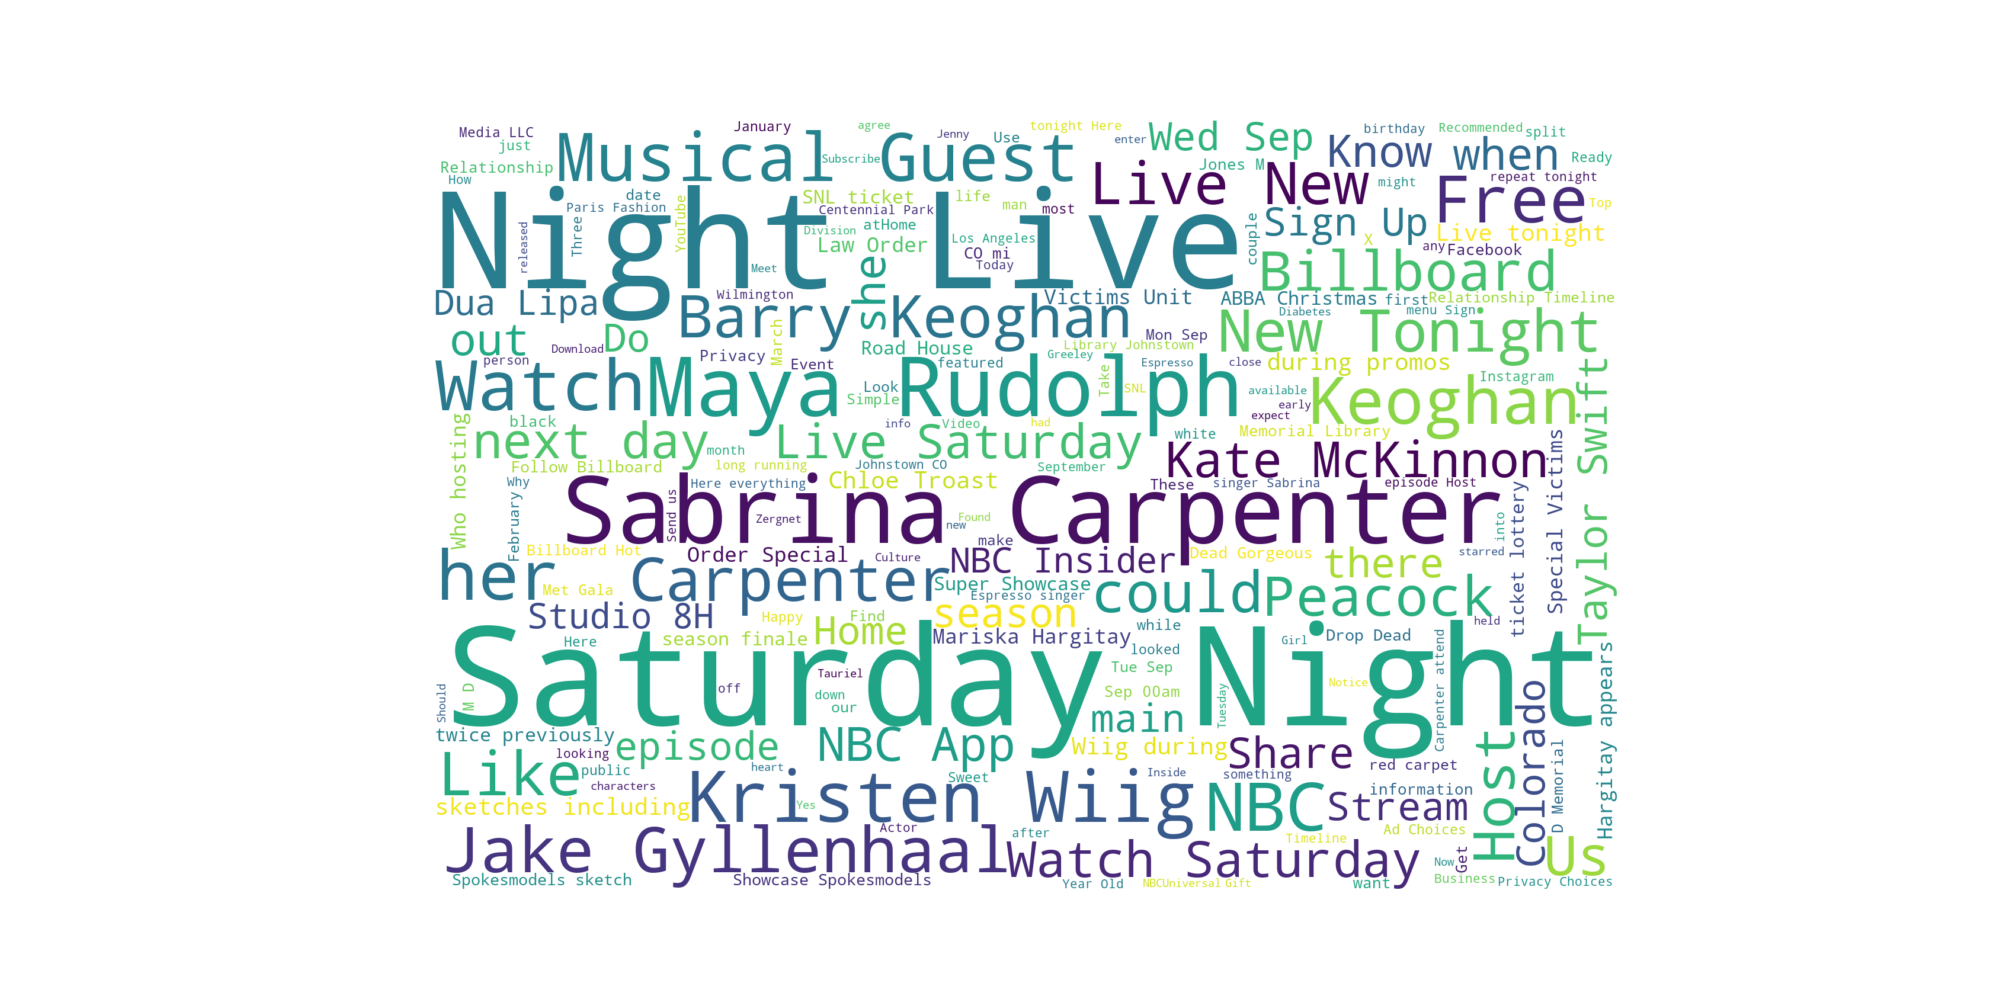 Media LLC
January
agree
Jenny
tonight Here
enter
Wed Sep
birthday
Recommended
split
just
Musical Guest
Subscribe
Use
Know when
Ready
Relationship
How
Live New
Jones M
might
repeat tonight
Free
Top
date
Paris Fashion
SNL ticket
Centennial Park
life
man
most
Night Live
Three
YouTube
released
Division
atHome
Law Order
Los Angeles
CO mi
Today
Meet
she
couple
Sign Up
X
Live tonight
any
Facebook
Billboard
Dua Lipa
Wilmington
Barry Keoghan
Victims Unit
ABBA Christmas
first
Relationship Timeline
Diabetes
menu Sign
out
Do
March
Mon Sep
New Tonight
Download
person
Privacy
Event
Road House
featured
Library Johnstown
Greeley
Espresso
close
during promos
Watch
Maya Rudolph
Look
Simple
Take
SNL
available
early
expect
Instagram
Keoghan
Taylor Swift
black
info
Video
had
white
Memorial Library
next day
month
Live Saturday
Who hosting
Follow Billboard
long running
Johnstown CO
September
Kate McKinnon
Why
Here everything
Chloe Troast
These
singer Sabrina
episode Host
Sabrina Carpenter
Send us
Zergnet
Found
new
February
ticket lottery
into
Special Victims
Billboard Hot
Order Special
Culture
make
NBC Insider
Dead Gorgeous
there
starred
her
Met Gala
Carpenter
Super Showcase
Espresso singer
could
Peacock
Studio 8H
Happy
Find
season
held
Here
season finale
Home
Mariska Hargitay
while
looked
Girl
Drop Dead
Carpenter attend
Saturday Night
Tauriel
Tue Sep
Notice
Should
M D
off
down
our
Sep OOam
Tuesday
main
Hargitay appears
twice previously
looking
episode
NBC App
Wiig during
Share
red carpet
Host
Colorado
D Memorial
Like
public
characters
heart
Sweet
Inside
something
information
sketches including
Kristen Wiig
Yes
NBC
Stream
Actor
after
Timeline
Ad Choices
Jake Gyllenhaal
Watch Saturday
Now
Get
Us
Spokesmodels sketch
Showcase Spokesmodels
Year Old
NBCUniversal
Gift
want
Business
Privacy Choices